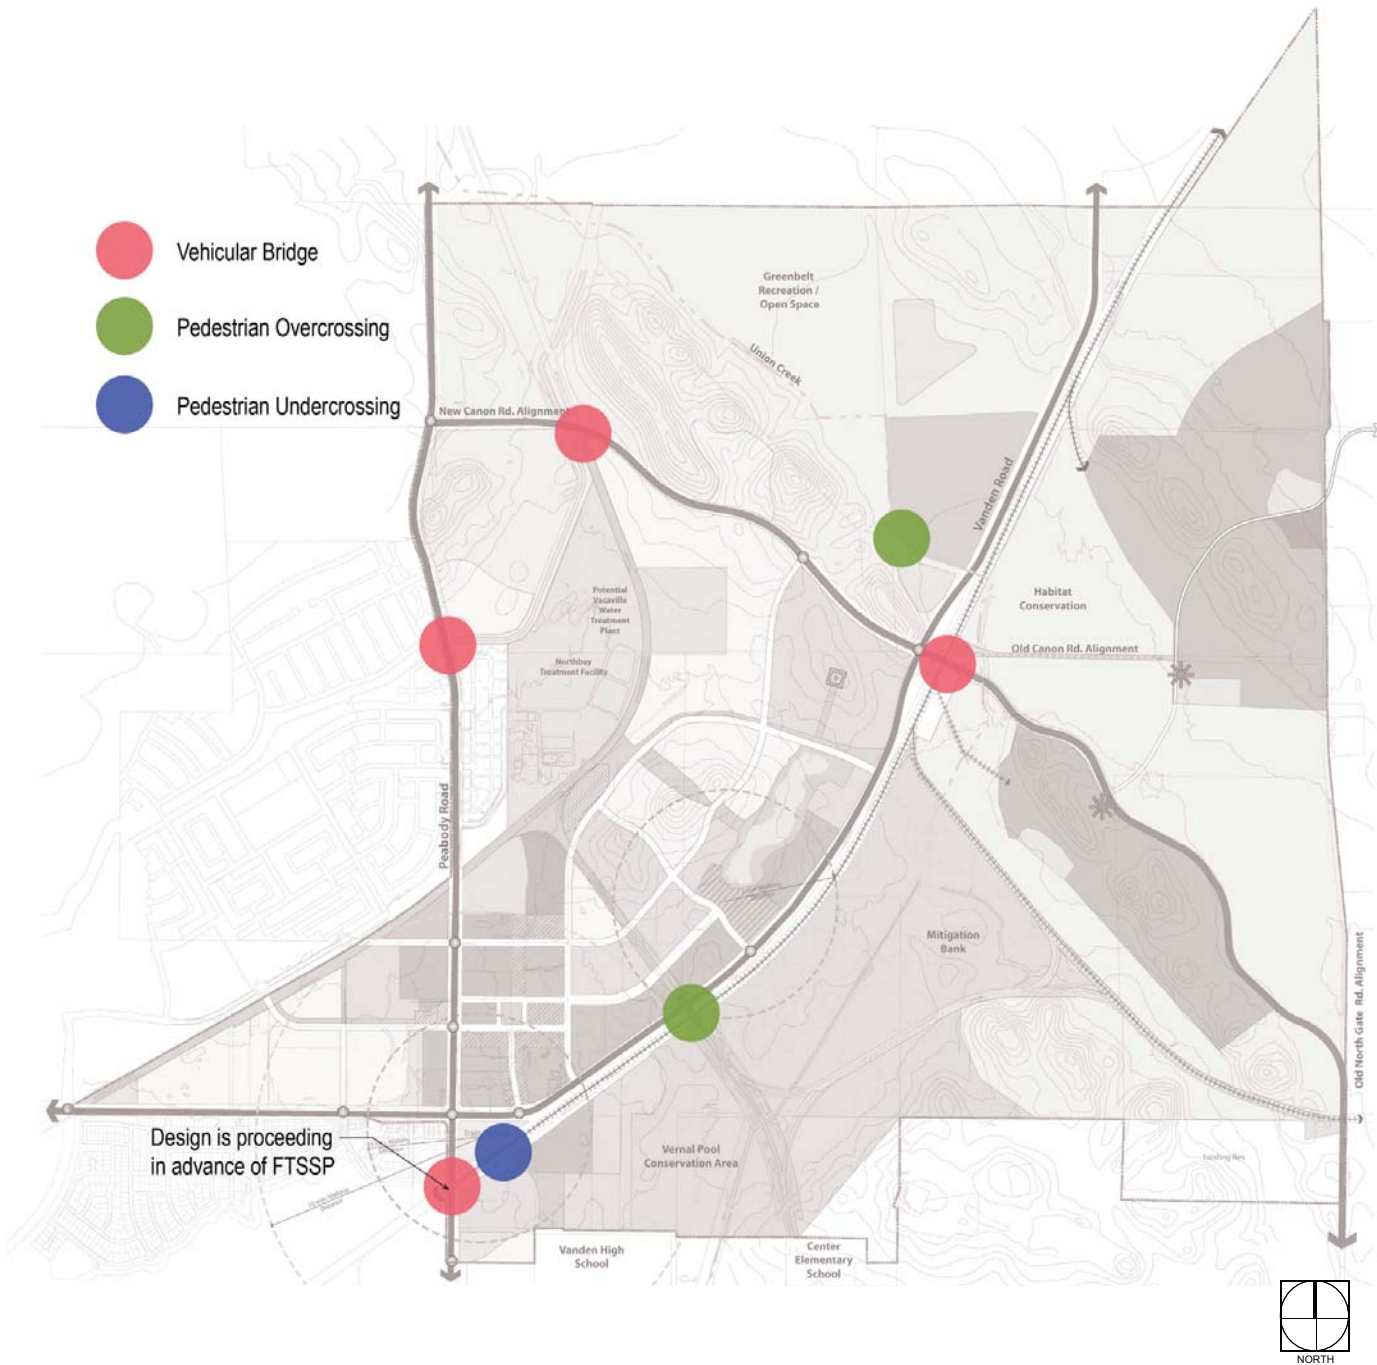 Vehicular Bridge
Pedestrian Overcrossing
Pedestrian Undercrossing
Greenbelt
Recreation /
Open Space
Union Creek
New Canon Rd. Alignment
Vanden Road
Potential
Vacaville
Water
Treatment
Plant
Northbay
Treatment Facility
Habitat
Conservation
Old Canon Rd. Alignment
Peabody Road
Mitigation
Bank
Old North Gate Rd. Alignment
Design is proceeding
in advance of FTSSP
Vernal Pool
Conservation Area
Existing Res
Vanden High
School
Center
Elementary
School
NORTH